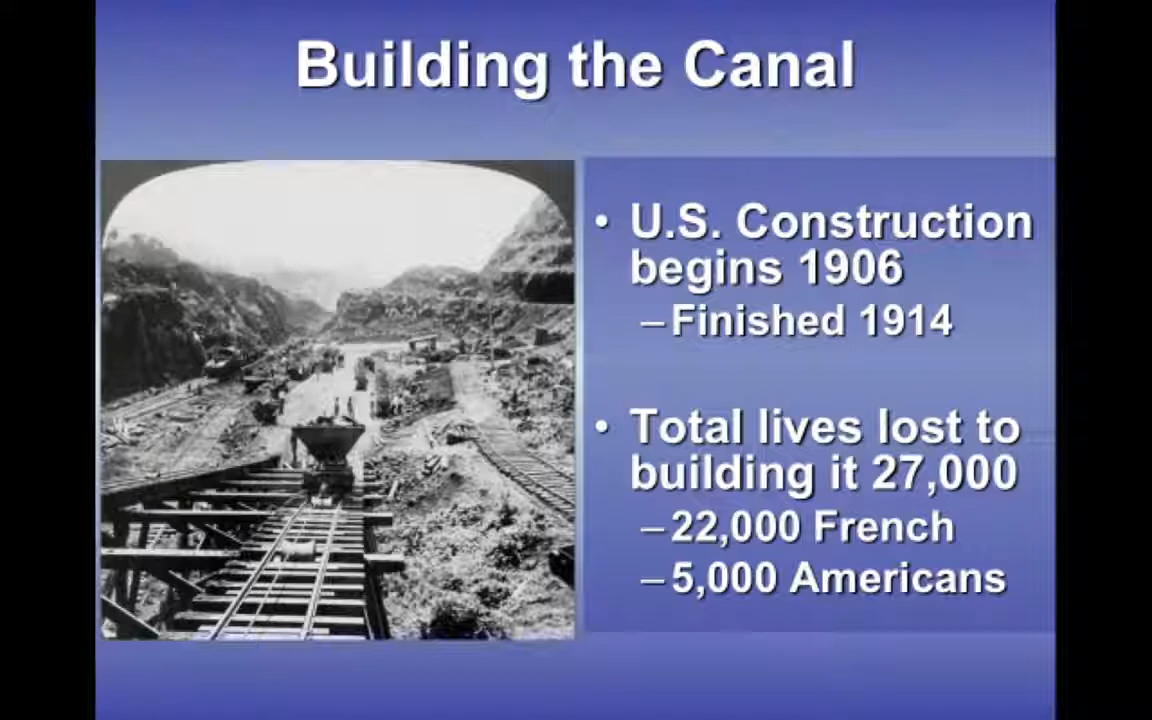 Building the Canal
• U.S. Construction
begins 1906
– Finished 1914
• Total lives lost to
building it 27,000
– 22,000 French
– 5,000 Americans